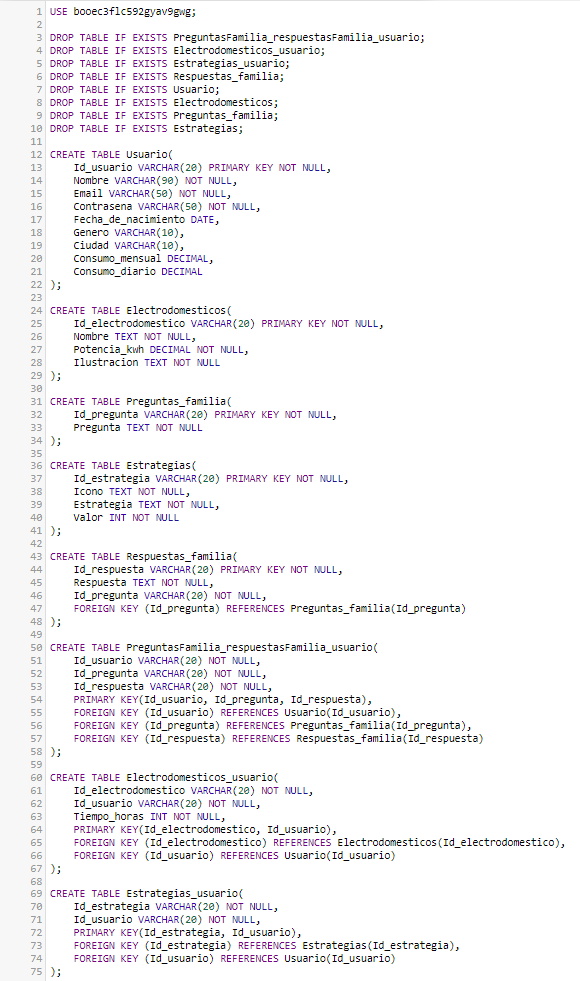 1 USE booec3flc592gyav9gwg;
2
3 DROP TABLE IF EXISTS PreguntasFamilia_respuestasFamilia_usuario;
4 DROP TABLE IF EXISTS Electrodomesticos_usuario;
5 DROP TABLE IF EXISTS Estrategias_usuario;
6 DROP TABLE IF EXISTS Respuestas_familia;
7 DROP TABLE IF EXISTS Usuario;
8 DROP TABLE IF EXISTS Electrodomesticos;
9 DROP TABLE IF EXISTS Preguntas_familia;
10 DROP TABLE IF EXISTS Estrategias;
11
12 CREATE TABLE Usuario(
13 Id_usuario VARCHAR(20) PRIMARY KEY NOT NULL,
14 Nombre VARCHAR(90) NOT NULL,
15 Email VARCHAR(50) NOT NULL,
16 Contrasena VARCHAR(50) NOT NULL,
17 Fecha_de_nacimiento DATE,
18 Genero VARCHAR(10),
19 Ciudad VARCHAR(10),
20 Consumo_mensual DECIMAL,
21 Consumo_diario DECIMAL
22 );
23
24 CREATE TABLE Electrodomesticos(
25 Id_electrodomestico VARCHAR(20) PRIMARY KEY NOT NULL,
26 Nombre TEXT NOT NULL,
27 Potencia_kwh DECIMAL NOT NULL,
28 Ilustracion TEXT NOT NULL
29 );
30
31 CREATE TABLE Preguntas_familia(
32 Id_pregunta VARCHAR(20) PRIMARY KEY NOT NULL,
33 Pregunta TEXT NOT NULL
34 );
35
36 CREATE TABLE Estrategias(
37 Id_estrategia VARCHAR(20) PRIMARY KEY NOT NULL,
38 Icono TEXT NOT NULL,
39 Estrategia TEXT NOT NULL,
40 Valor INT NOT NULL
41 );
42
43 CREATE TABLE Respuestas_familia(
44 Id_respuesta VARCHAR(20) PRIMARY KEY NOT NULL,
45 Respuesta TEXT NOT NULL,
46 Id_pregunta VARCHAR(20) NOT NULL,
47 FOREIGN KEY (Id_pregunta) REFERENCES Preguntas_familia(Id_pregunta)
48 );
49
50 CREATE TABLE PreguntasFamilia_respuestasFamilia_usuario(
51 Id_usuario VARCHAR(20) NOT NULL,
52 Id_pregunta VARCHAR(20) NOT NULL,
53 Id_respuesta VARCHAR(20) NOT NULL,
54 PRIMARY KEY(Id_usuario, Id_pregunta, Id_respuesta),
55 FOREIGN KEY (Id_usuario) REFERENCES Usuario(Id_usuario),
56 FOREIGN KEY (Id_pregunta) REFERENCES Preguntas_familia(Id_pregunta),
57 FOREIGN KEY (Id_respuesta) REFERENCES Respuestas_familia(Id_respuesta)
58 );
59
60 CREATE TABLE Electrodomesticos_usuario(
61 Id_electrodomestico VARCHAR(20) NOT NULL,
62 Id_usuario VARCHAR(20) NOT NULL,
63 Tiempo_horas INT NOT NULL,
64 PRIMARY KEY(Id_electrodomestico, Id_usuario),
65 FOREIGN KEY (Id_electrodomestico) REFERENCES Electrodomesticos(Id_electrodomestico),
66 FOREIGN KEY (Id_usuario) REFERENCES Usuario(Id_usuario)
67 );
68
69 CREATE TABLE Estrategias_usuario(
70 Id_estrategia VARCHAR(20) NOT NULL,
71 Id_usuario VARCHAR(20) NOT NULL,
72 PRIMARY KEY(Id_estrategia, Id_usuario),
73 FOREIGN KEY (Id_estrategia) REFERENCES Estrategias(Id_estrategia),
74 FOREIGN KEY (Id_usuario) REFERENCES Usuario(Id_usuario)
75 );